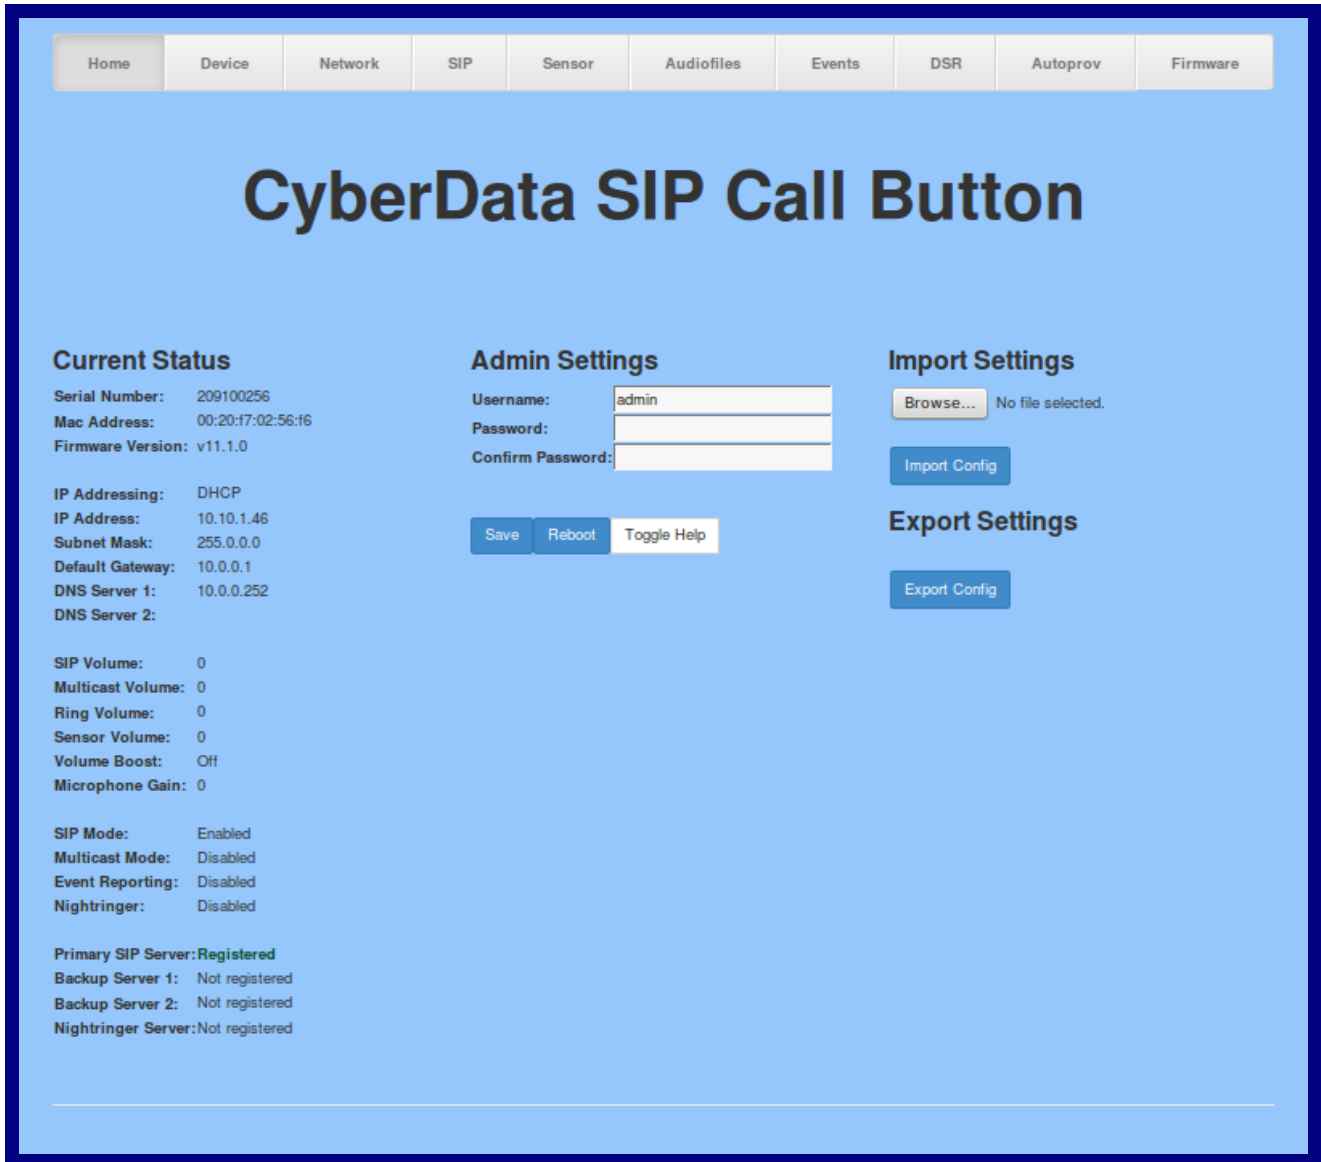 Home Device Network SIP Sensor Audiofiles Events DSR Autoprov Firmware
CyberData SIP Call Button
Current Status
Serial Number: 209100256
Mac Address: 00:20:f7:02:56:f6
Firmware Version: v11.1.0
IP Addressing: DHCP
IP Address: 10.10.1.46
Subnet Mask: 255.0.0.0
Default Gateway: 10.0.0.1
DNS Server 1: 10.0.0.252
DNS Server 2:
SIP Volume: 0
Multicast Volume: 0
Ring Volume: 0
Sensor Volume: 0
Volume Boost: Off
Microphone Gain: 0
SIP Mode: Enabled
Multicast Mode: Disabled
Event Reporting: Disabled
Nightringer: Disabled
Primary SIP Server: Registered
Backup Server 1: Not registered
Backup Server 2: Not registered
Nightringer Server: Not registered
Admin Settings
Username: admin
Password:
Confirm Password:
Save Reboot Toggle Help
Import Settings
Browse... No file selected.
Import Config
Export Settings
Export Config